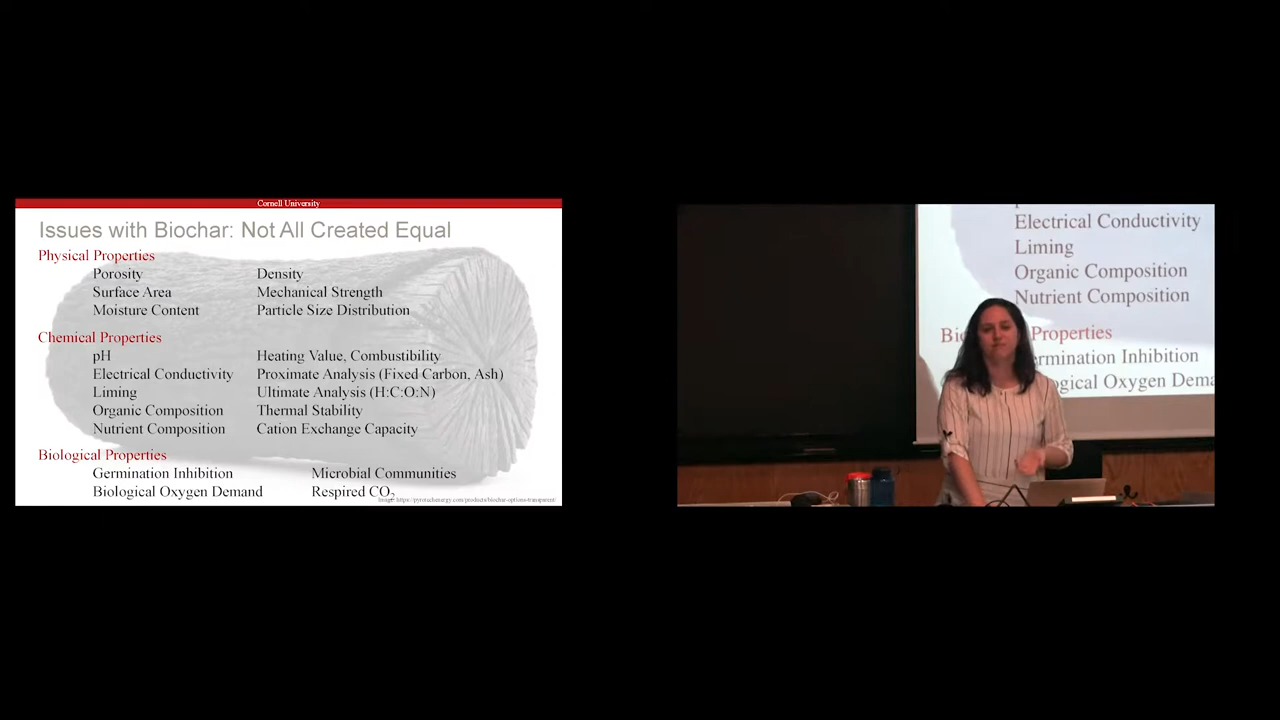 Cornell University
Issues with Biochar: Not All Created Equal
Physical Properties
Porosity Density
Surface Area Mechanical Strength
Moisture Content Particle Size Distribution
Chemical Properties
pH Heating Value, Combustibility
Electrical Conductivity Proximate Analysis (Fixed Carbon, Ash)
Liming Ultimate Analysis (H:C:O:N)
Organic Composition Thermal Stability
Nutrient Composition Cation Exchange Capacity
Biological Properties
Germination Inhibition Microbial Communities
Biological Oxygen Demand Respired CO2
Electrical Conductivity
Liming
Organic Composition
Nutrient Composition
Properties
Inhibition
Oxygen